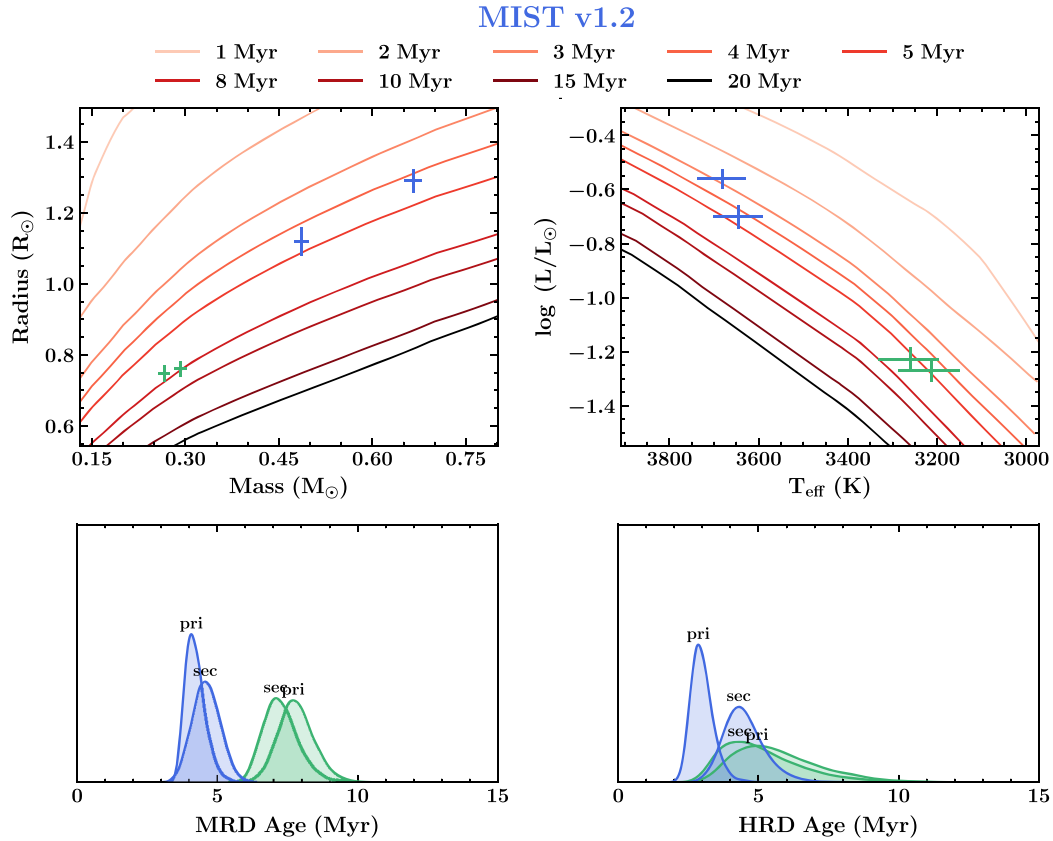 MIST v1.2
1 Myr 2 Myr 3 Myr 4 Myr 5 Myr
8 Myr 10 Myr 15 Myr 20 Myr
Radius (R☉)
1.4
1.2
1.0
0.8
0.6
0.15 0.30 0.45 0.60 0.75
Mass (M☉)
log (L/L☉)
−0.4
−0.6
−0.8
−1.0
−1.2
−1.4
3800 3600 3400 3200 3000
Teff (K)
pri
sec
sec pri
0 5 10 15
MRD Age (Myr)
pri
sec
sec pri
0 5 10 15
HRD Age (Myr)